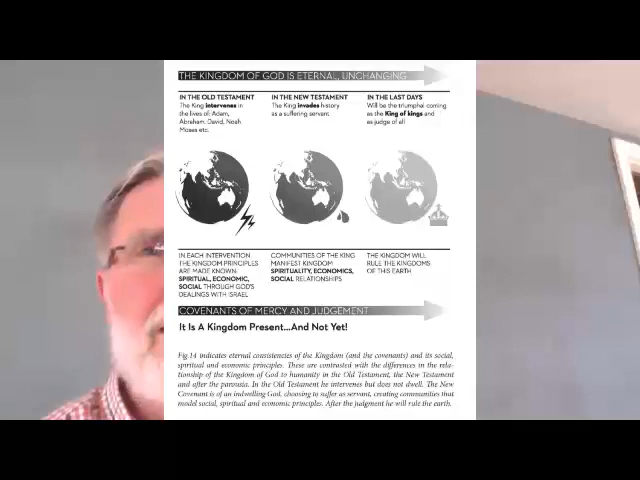 THE KINGDOM OF GOD IS ETERNAL, UNCHANGING
IN THE OLD TESTAMENT
The King intervenes in
the lives of: Adam,
Abraham, David, Noah
Moses etc.
IN THE NEW TESTAMENT
The King invades history
as a suffering servant
IN THE LAST DAYS
Will be the triumphal coming
as the King of kings and
as judge of all
IN EACH INTERVENTION
THE KINGDOM PRINCIPLES
ARE MADE KNOWN:
SPIRITUAL, ECONOMIC,
SOCIAL THROUGH GOD'S
DEALINGS WITH ISRAEL
COMMUNITIES OF THE KING
MANIFEST KINGDOM
SPIRITUALITY, ECONOMICS,
SOCIAL RELATIONSHIPS
THE KINGDOM WILL
RULE THE KINGDOMS
OF THIS EARTH
COVENANTS OF MERCY AND JUDGEMENT
It Is A Kingdom Present...And Not Yet!
Fig.14 indicates eternal consistencies of the Kingdom (and the covenants) and its social,
spiritual and economic principles. These are contrasted with the differences in the rela-
tionship of the Kingdom of God to humanity in the Old Testament, the New Testament
and after the parousia. In the Old Testament he intervenes but does not dwell. The New
Covenant is of an indwelling God, choosing to suffer as servant, creating communities that
model social, spiritual and economic principles. After the judgment he will rule the earth.